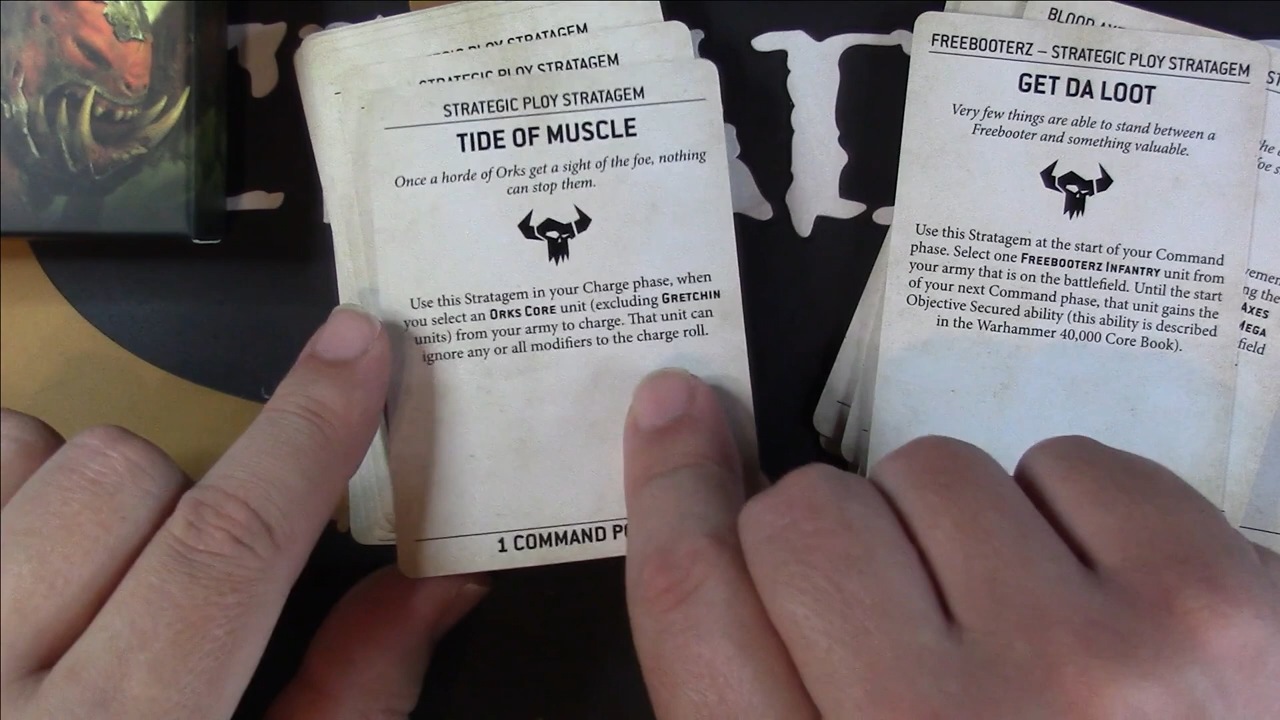 STRATEGIC PLOY STRATAGEM
STRATEGIC PLOY STRATAGEM
STRATEGIC PLOY STRATAGEM
TIDE OF MUSCLE
Once a horde of Orks get a sight of the foe, nothing
can stop them.
Use this Stratagem in your Charge phase, when
you select an ORKS CORE unit (excluding GRETCHIN
units) from your army to charge. That unit can
ignore any or all modifiers to the charge roll.
1 COMMAND
BLOOD
FREEBOOTERZ – STRATEGIC PLOY STRATAGEM
GET DA LOOT
Very few things are able to stand between a
Freebooter and something valuable.
Use this Stratagem at the start of your Command
phase. Select one FREEBOOTERZ INFANTRY unit from
your army that is on the battlefield. Until the start
of your next Command phase, that unit gains the
Objective Secured ability (this ability is described
in the Warhammer 40,000 Core Book).
AXES
field